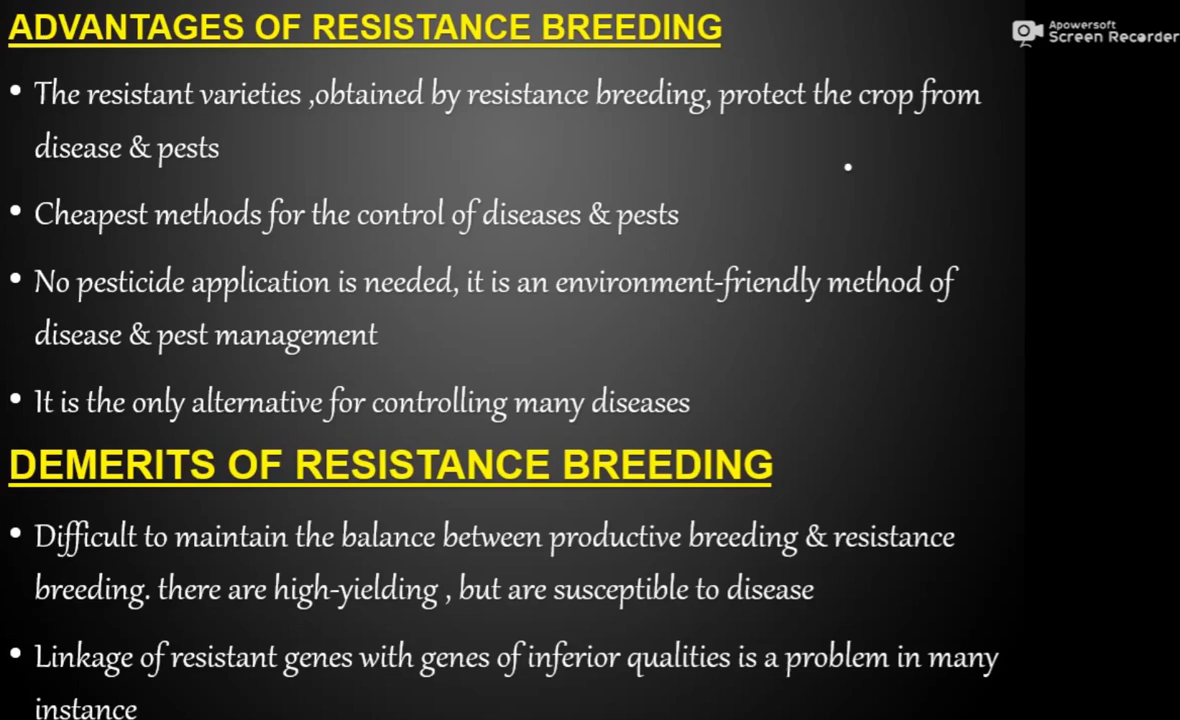 ADVANTAGES OF RESISTANCE BREEDING
Apowersoft
Screen Recorder
• The resistant varieties ,obtained by resistance breeding, protect the crop from
disease & pests
• Cheapest methods for the control of diseases & pests
• No pesticide application is needed, it is an environment-friendly method of
disease & pest management
• It is the only alternative for controlling many diseases
DEMERITS OF RESISTANCE BREEDING
• Difficult to maintain the balance between productive breeding & resistance
breeding. there are high-yielding , but are susceptible to disease
• Linkage of resistant genes with genes of inferior qualities is a problem in many
instance